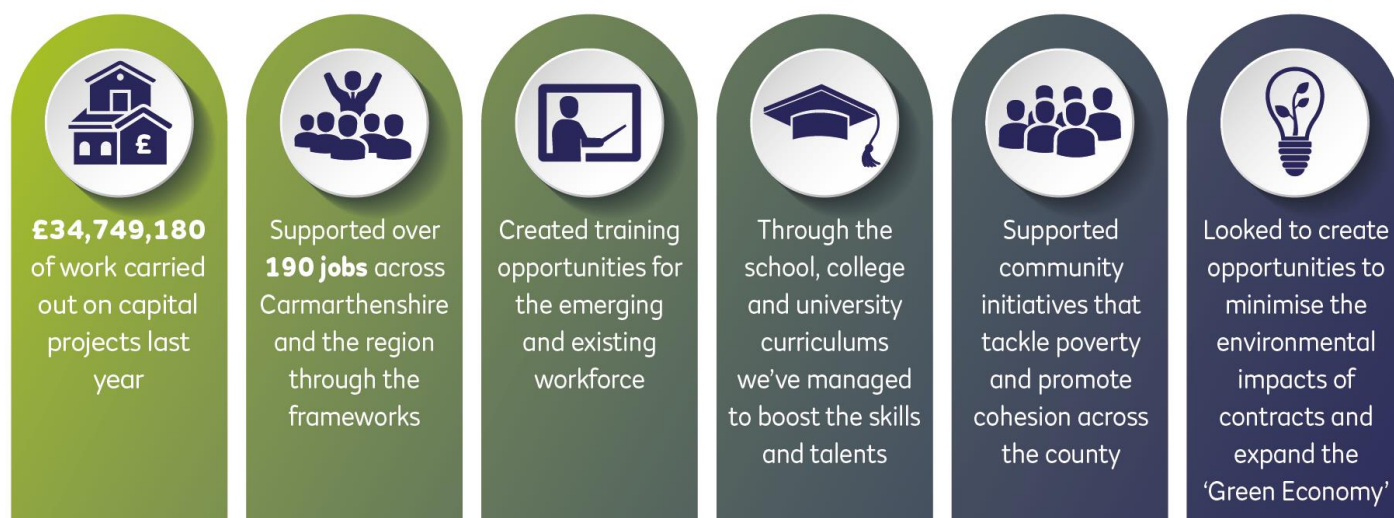 £
£34,749,180
of work carried
out on capital
projects last
year
Supported over
190 jobs across
Carmarthenshire
and the region
through the
frameworks
Created training
opportunities for
the emerging
and existing
workforce
Through the
school, college
and university
curriculums
we've managed
to boost the skills
and talents
Supported
community
initiatives that
tackle poverty
and promote
cohesion across
the county
Looked to create
opportunities to
minimise the
environmental
impacts of
contracts and
expand the
‘Green Economy’